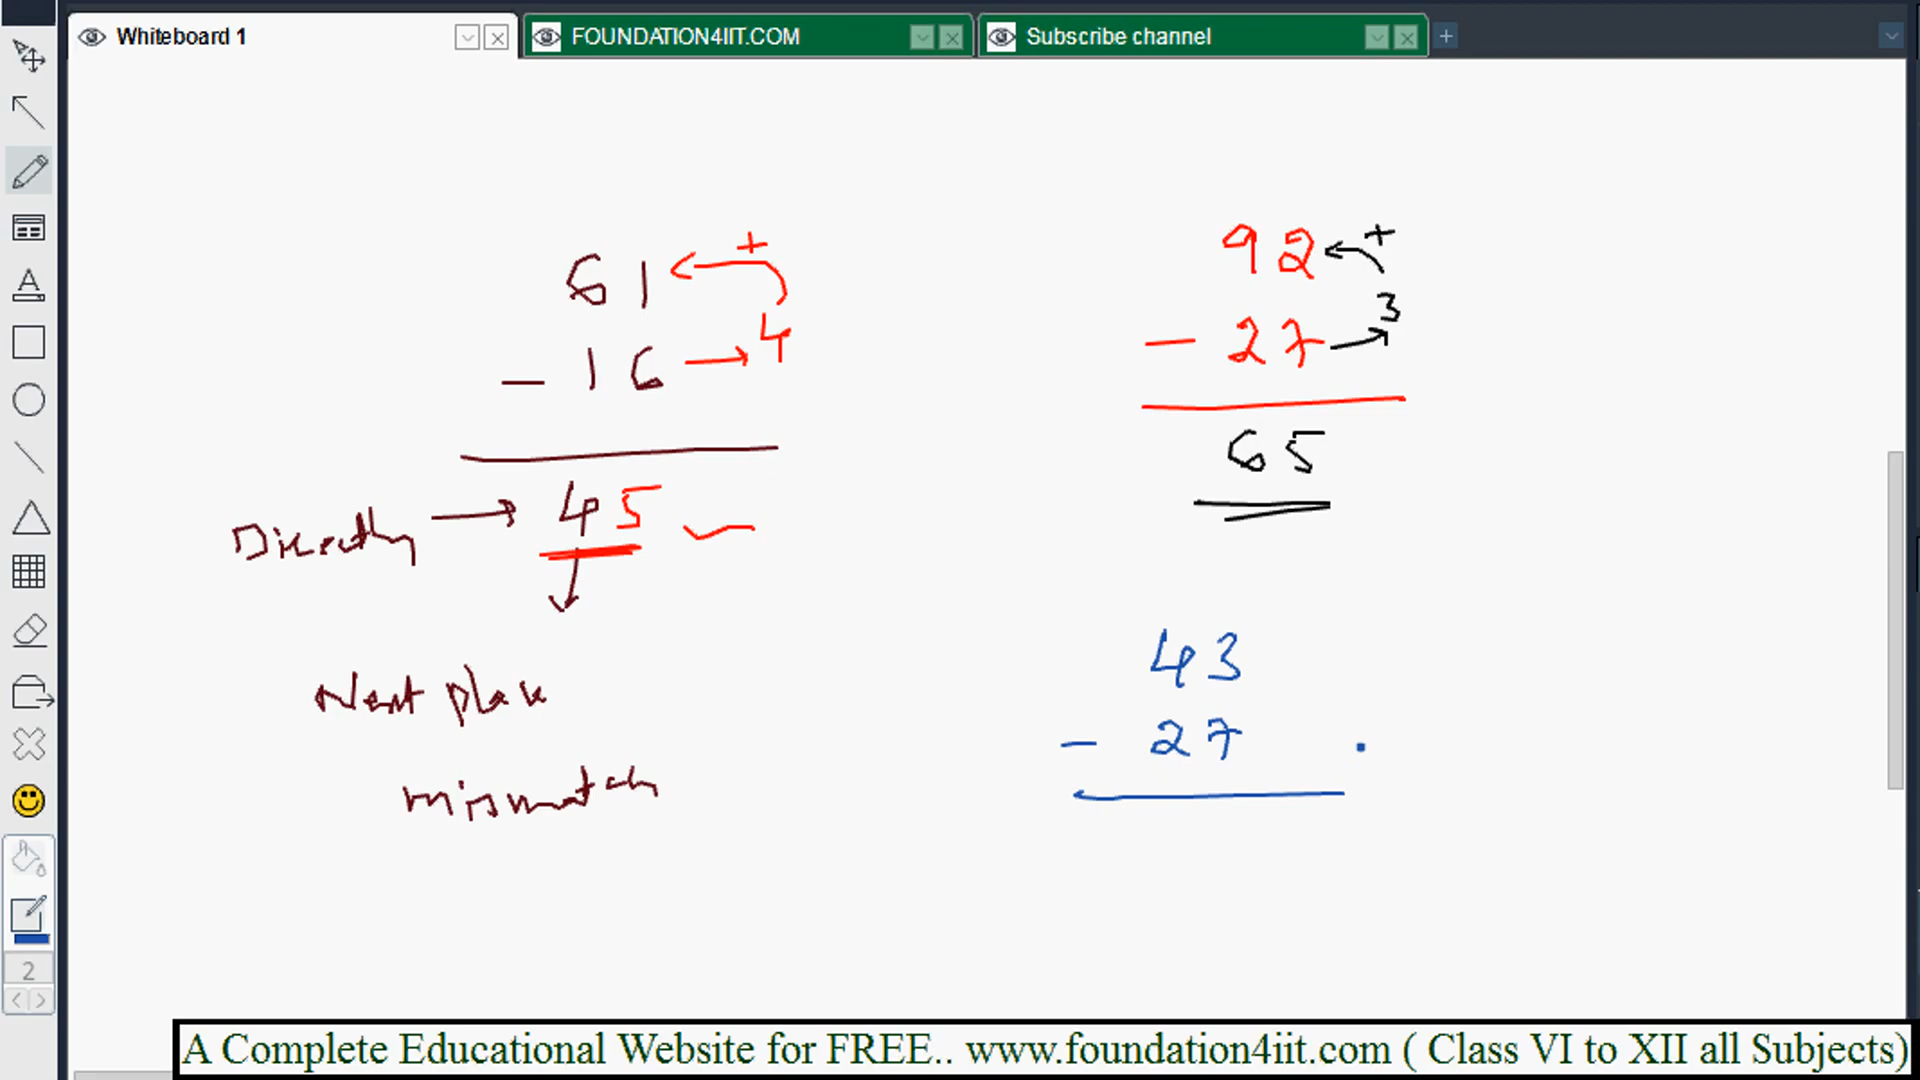 Whiteboard 1
FOUNDATION4IIT.COM
Subscribe channel
61 +
- 16 → 4
Directly → 45
Next place
mismatch
92 +
- 27 → 3
65
43
- 27 .
2
A Complete Educational Website for FREE.. www.foundation4iit.com ( Class VI to XII all Subjects)